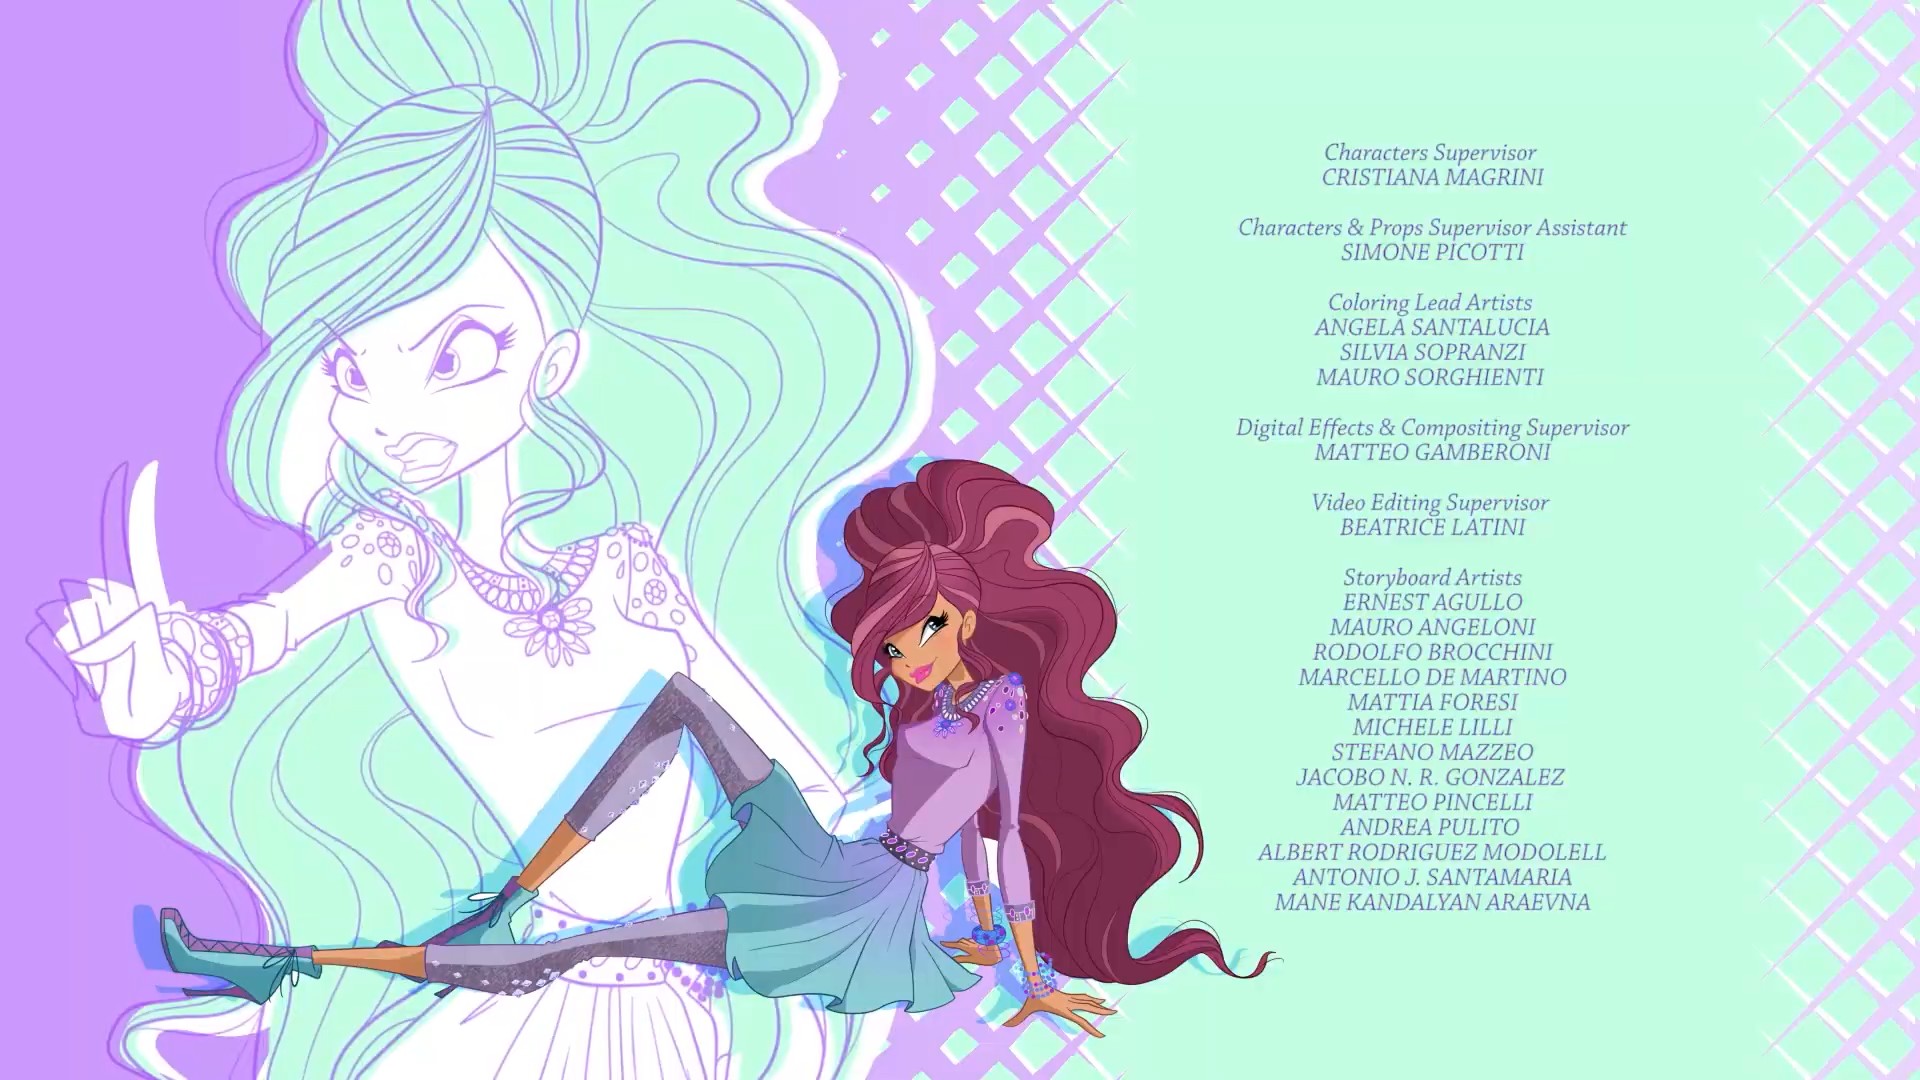 Characters Supervisor
CRISTIANA MAGRINI
Characters & Props Supervisor Assistant
SIMONE PICOTTI
Coloring Lead Artists
ANGELA SANTALUCIA
SILVIA SOPRANZI
MAURO SORGHIENTI
Digital Effects & Compositing Supervisor
MATTEO GAMBERONI
Video Editing Supervisor
BEATRICE LATINI
Storyboard Artists
ERNEST AGULLO
MAURO ANGELONI
RODOLFO BROCCHINI
MARCELLO DE MARTINO
MATTIA FORESI
MICHELE LILLI
STEFANO MAZZEO
JACOBO N. R. GONZALEZ
MATTEO PINCELLI
ANDREA PULITO
ALBERT RODRIGUEZ MODOLELL
ANTONIO J. SANTAMARIA
MANE KANDALYAN ARAEVNA